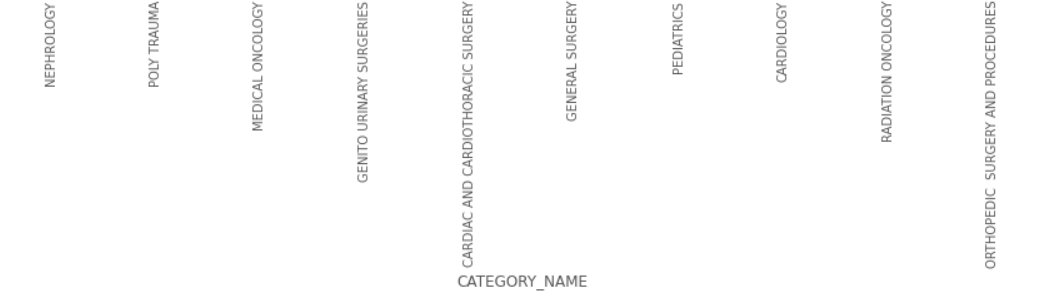 NEPHROLOGY
POLY TRAUMA
MEDICAL ONCOLOGY
GENITO URINARY SURGERIES
CARDIAC AND CARDIOTHORACIC SURGERY
GENERAL SURGERY
PEDIATRICS
CARDIOLOGY
RADIATION ONCOLOGY
ORTHOPEDIC  SURGERY AND PROCEDURES
CATEGORY_NAME